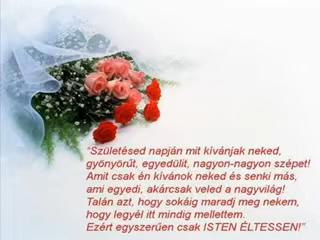 "Születésed napján mit kívánjak neked,
gyönyörűt, egyedülit, nagyon-nagyon szépet!
Amit csak én kívánok neked és senki más,
ami egyedi, akárcsak veled a nagyvilág!
Talán azt, hogy sokáig maradj meg nekem,
hogy legyél itt mindig mellettem.
Ezért egyszerűen csak ISTEN ÉLTESSEN!"